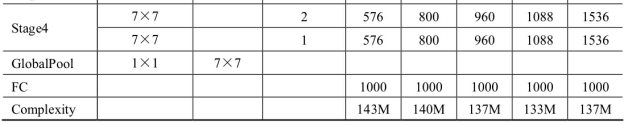 Stage4 7×7 2 576 800 960 1088 1536
7×7 1 576 800 960 1088 1536
GlobalPool 1×1 7×7
FC 1000 1000 1000 1000 1000
Complexity 143M 140M 137M 133M 137M